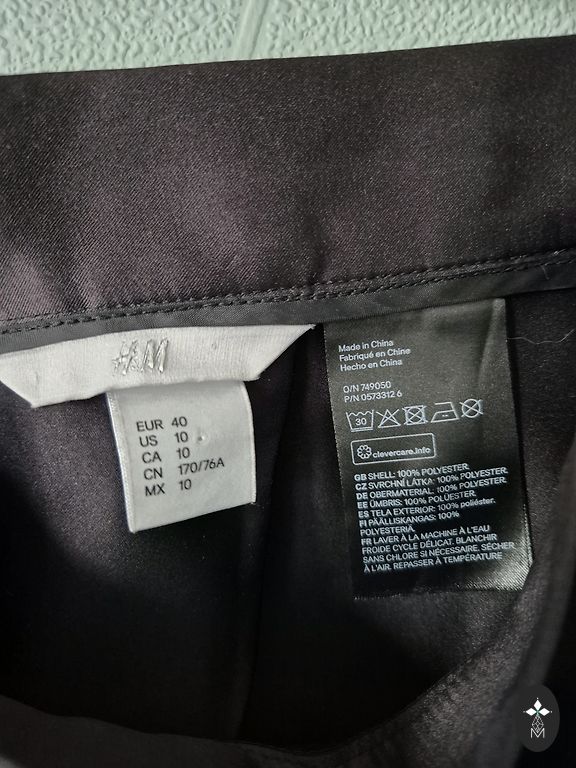 H&M
EUR 40
US 10
CA 10
CN 170/76A
MX 10
Made in China
Fabriqué en Chine
Hecho en China
O/N 749050
P/N 0573312 6
30
clevercare.info
GB SHELL: 100% POLYESTER.
CZ SVRCHNÍ LÁTKA: 100% POLYESTER.
DE OBERMATERIAL: 100% POLYESTER.
EE ÜMBRIS: 100% POLÜESTER.
ES TELA EXTERIOR: 100% poliéster.
FI PÄÄLLISKANGAS: 100%
POLYESTERIÄ.
FR LAVER À LA MACHINE À L'EAU
FROIDE CYCLE DÉLICAT. BLANCHIR
SANS CHLORE SI NÉCESSAIRE. SÉCHER
À L'AIR. REPASSER À TEMPÉRATURE
M